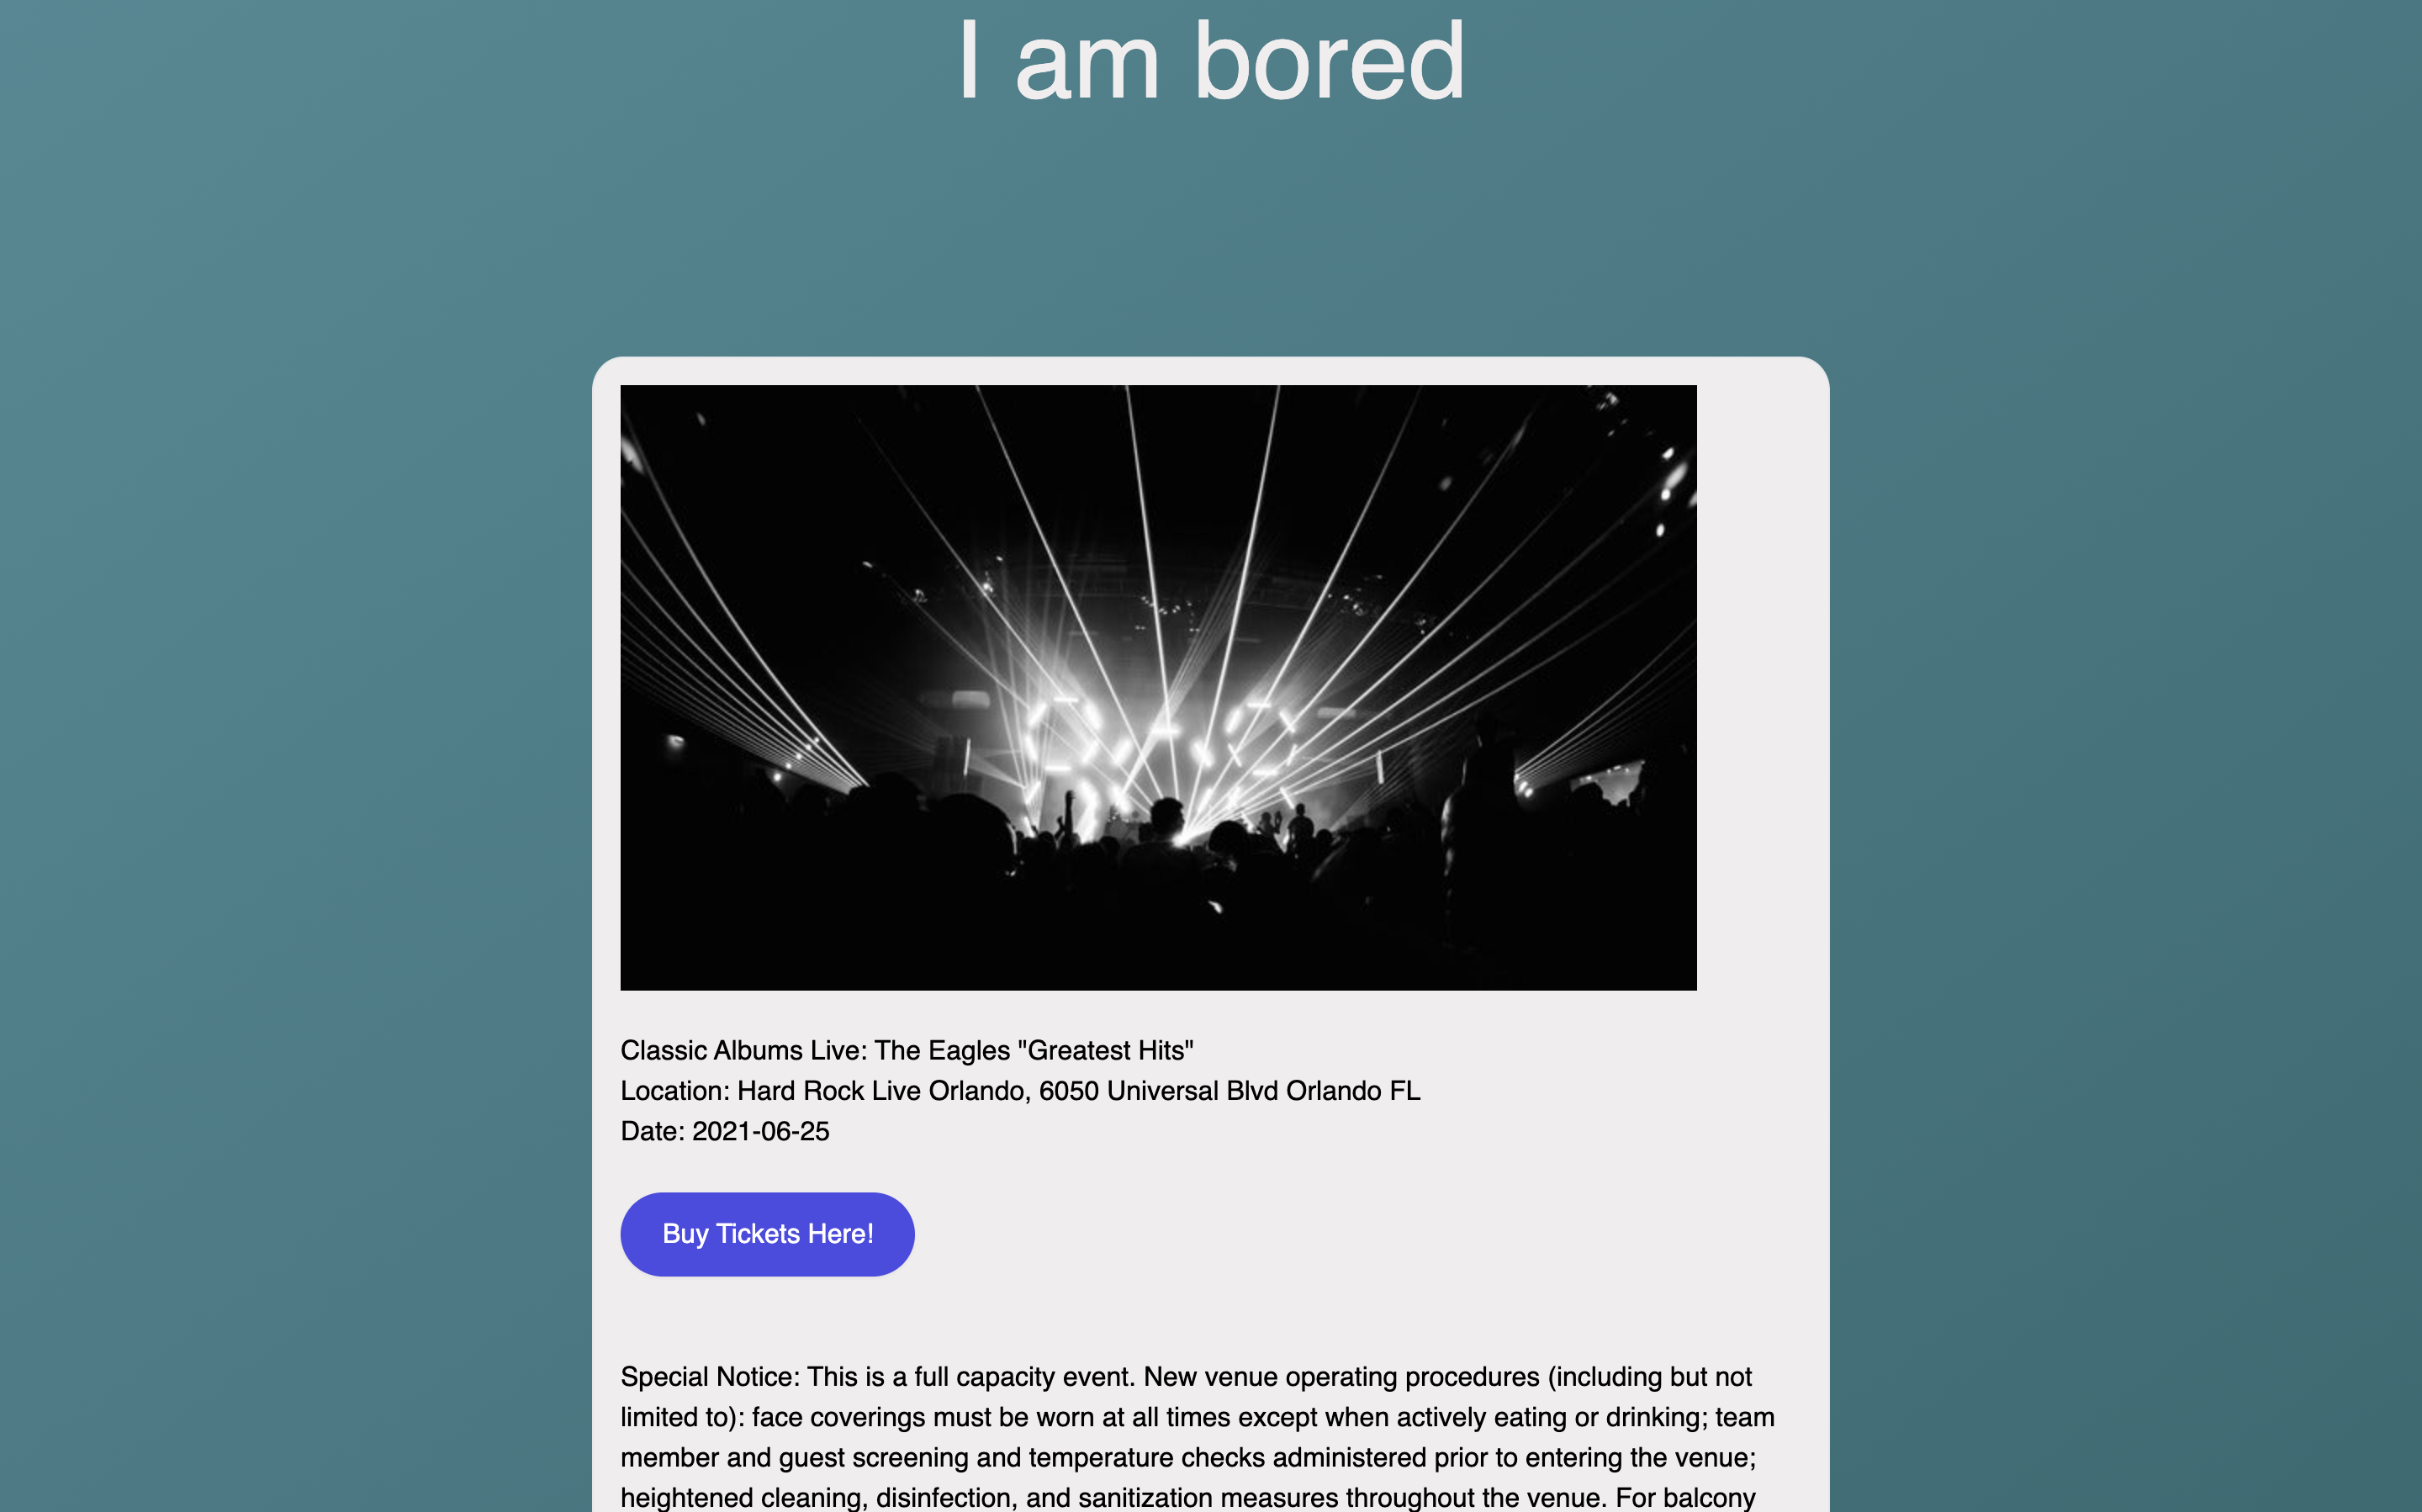 I am bored
Classic Albums Live: The Eagles "Greatest Hits"
Location: Hard Rock Live Orlando, 6050 Universal Blvd Orlando FL
Date: 2021-06-25
Buy Tickets Here!
Special Notice: This is a full capacity event. New venue operating procedures (including but not
limited to): face coverings must be worn at all times except when actively eating or drinking; team
member and guest screening and temperature checks administered prior to entering the venue;
heightened cleaning, disinfection, and sanitization measures throughout the venue. For balcony